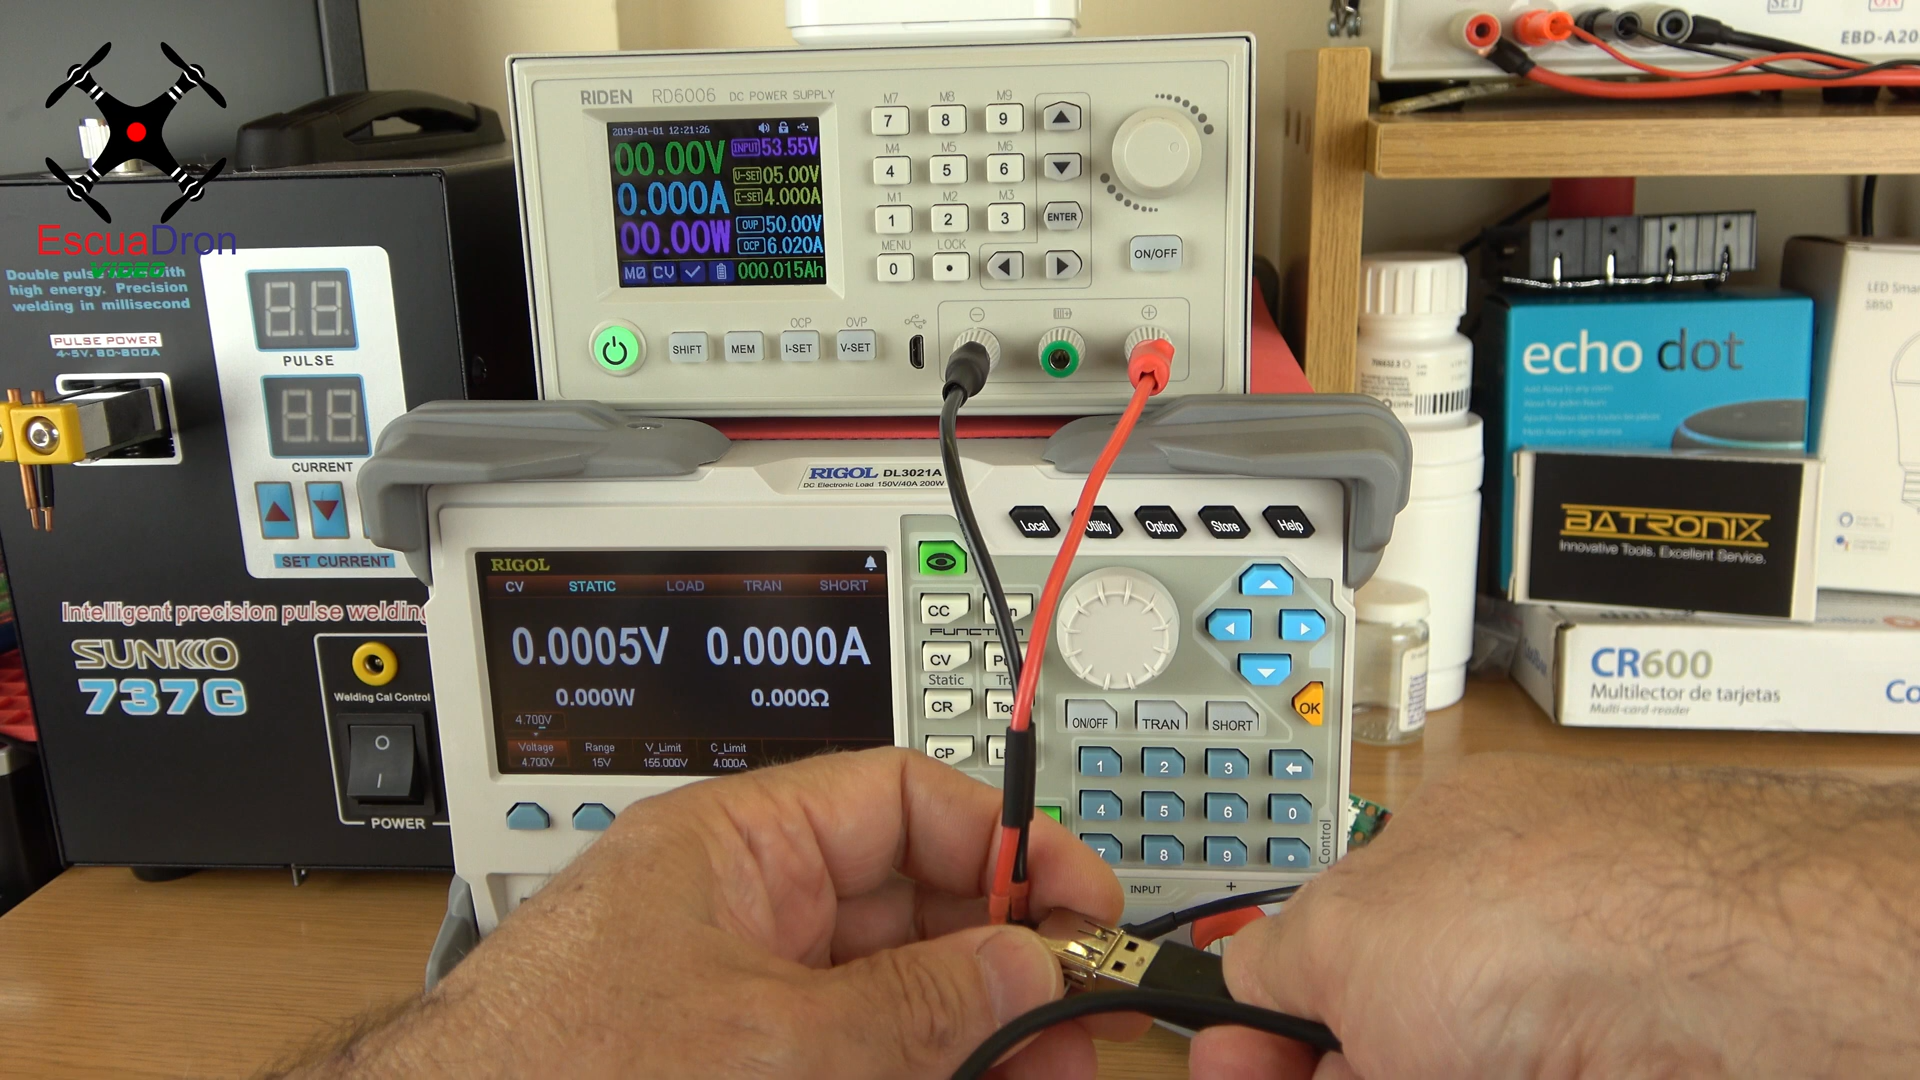 EscuaDron
VIDEO
Double pulse with
high energy. Precision
welding in millisecond
PULSE POWER
4~5V. 80~800A
88
PULSE
88
CURRENT
SET CURRENT
Intelligent precision pulse welding
SUNKKO
737G
Welding Cal Control
O
I
POWER
RIDEN RD6006 DC POWER SUPPLY
2019-01-01 12:21:26
00.00V
INPUT 53.55V
0.000A
V-SET 05.00V
I-SET 4.000A
00.00W
OVP 50.00V
OCP 6.020A
M0 CV 000.015Ah
M7 M8 M9
7 8 9
M4 M5 M6
4 5 6
M1 M2 M3
1 2 3 ENTER
MENU LOCK
0 •
ON/OFF
OCP OVP
SHIFT MEM I-SET V-SET
RIGOL DL3021A
DC Electronic Load 150V/40A 200W
Local Utility Option Store Help
RIGOL
CV STATIC LOAD TRAN SHORT
0.0005V 0.0000A
0.000W 0.000Ω
4.700V
Voltage Range V_Limit C_Limit
4.700V 15V 155.000V 4.000A
CC
FUNCTION
CV
Static
CR
CP
OK
ON/OFF TRAN SHORT
1 2 3
4 5 6 0
7 8 9 •
Control
INPUT +
SET ON
EBD-A20
echo dot
LED Smar
SB50
BATRONIX
Innovative Tools. Excellent Service.
CR600
Multilector de tarjetas
Multi-card-reader
Co